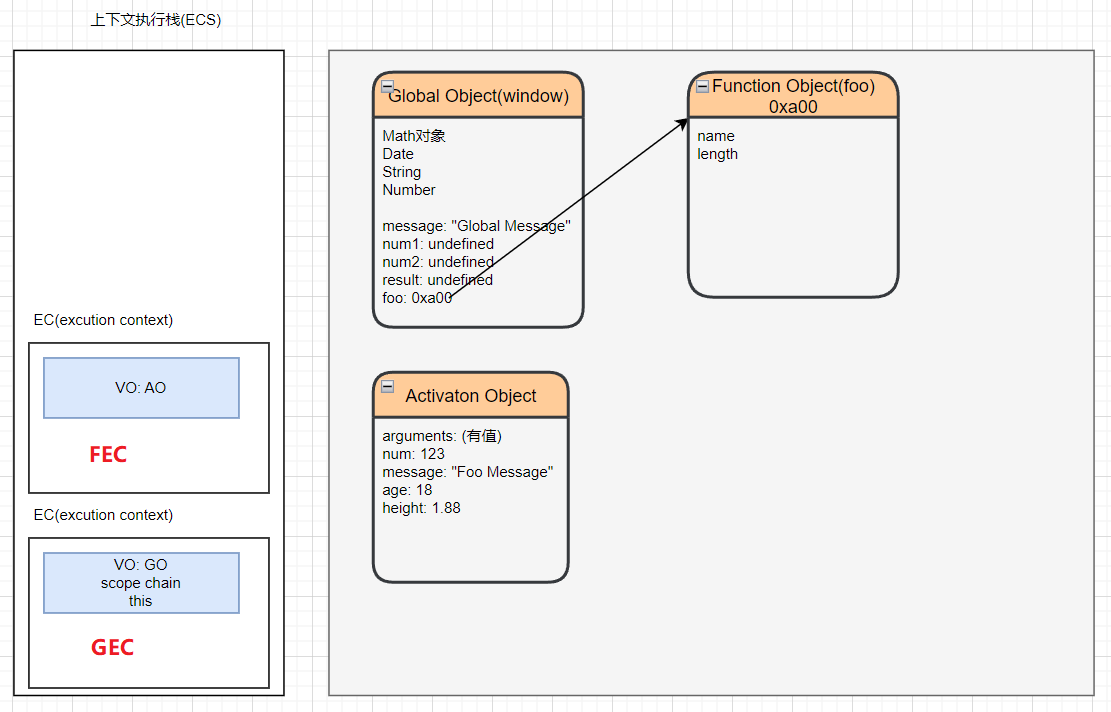 上下文执行栈(ECS)
EC(excution context)
VO: AO
FEC
EC(excution context)
VO: GO
scope chain
this
GEC
Global Object(window)
Math对象
Date
String
Number
message: "Global Message"
num1: undefined
num2: undefined
result: undefined
foo: 0xa00
Function Object(foo)
0xa00
name
length
Activaton Object
arguments: (有值)
num: 123
message: "Foo Message"
age: 18
height: 1.88